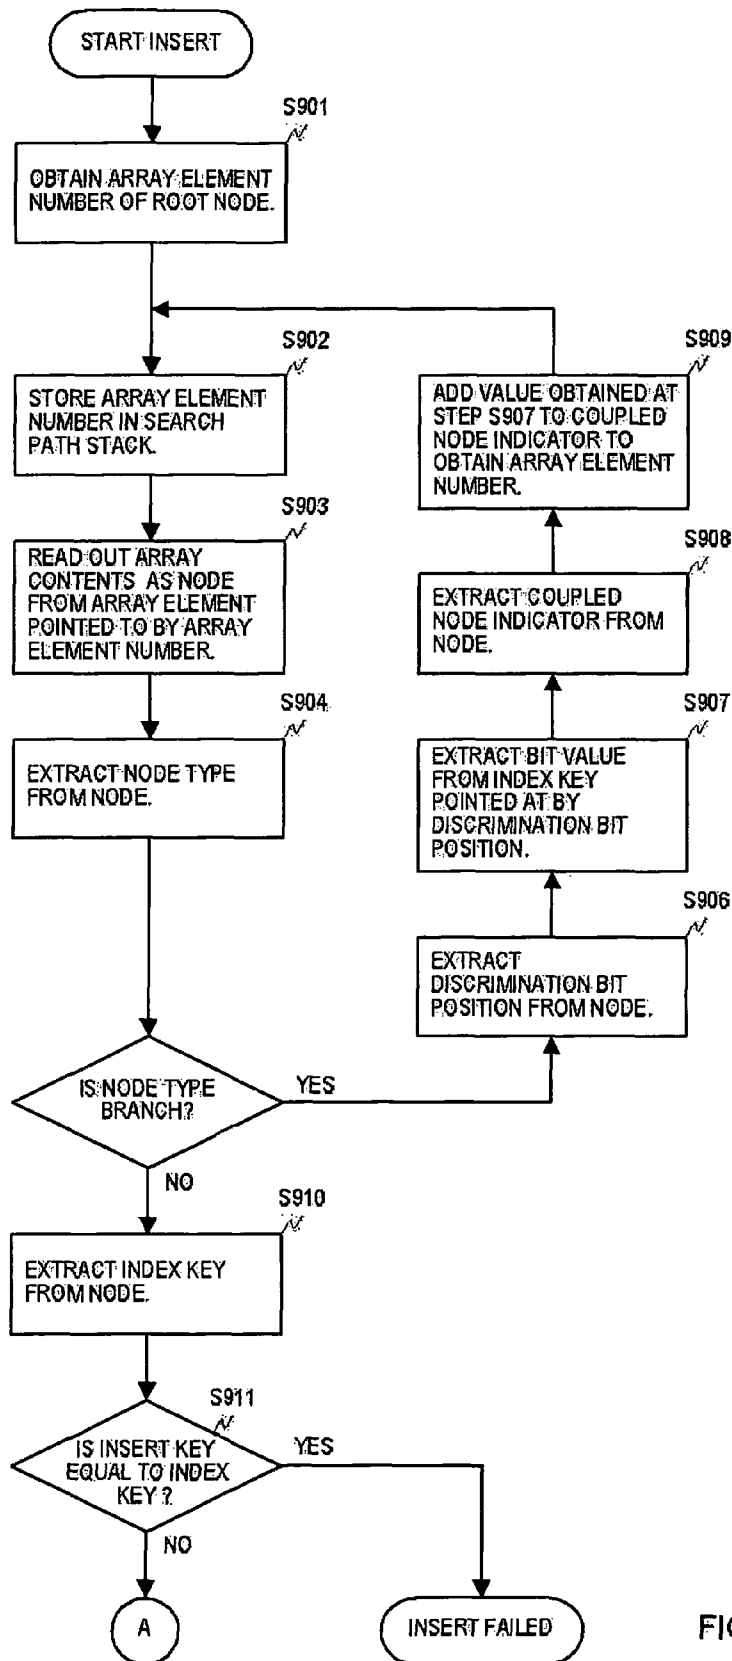 START INSERT
S901
OBTAIN ARRAY ELEMENT
NUMBER OF ROOT NODE.
S902
STORE ARRAY ELEMENT
NUMBER IN SEARCH
PATH STACK.
S903
READ OUT ARRAY
CONTENTS AS NODE
FROM ARRAY ELEMENT
POINTED TO BY ARRAY
ELEMENT NUMBER.
S904
EXTRACT NODE TYPE
FROM NODE.
IS NODE TYPE
BRANCH?
YES
NO
S906
EXTRACT
DISCRIMINATION BIT
POSITION FROM NODE.
S907
EXTRACT BIT VALUE
FROM INDEX KEY
POINTED AT BY
DISCRIMINATION BIT
POSITION.
S908
EXTRACT COUPLED
NODE INDICATOR FROM
NODE.
S909
ADD VALUE OBTAINED AT
STEP S907 TO COUPLED
NODE INDICATOR TO
OBTAIN ARRAY ELEMENT
NUMBER.
S910
EXTRACT INDEX KEY
FROM NODE.
S911
IS INSERT KEY
EQUAL TO INDEX
KEY?
YES
NO
A
INSERT FAILED